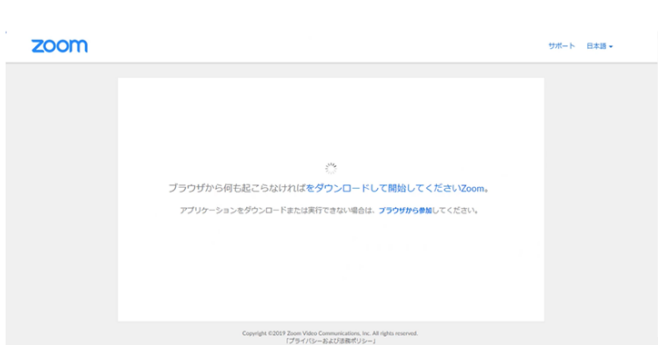 zoom
サポート 日本語
ブラウザから何も起こらなければをダウンロードして開始してくださいZoom。
アプリケーションをダウンロードまたは実行できない場合は、ブラウザから参加してください。
Copyright ©2019 Zoom Video Communications, Inc. All rights reserved.
「プライバシーおよび法務ポリシー」